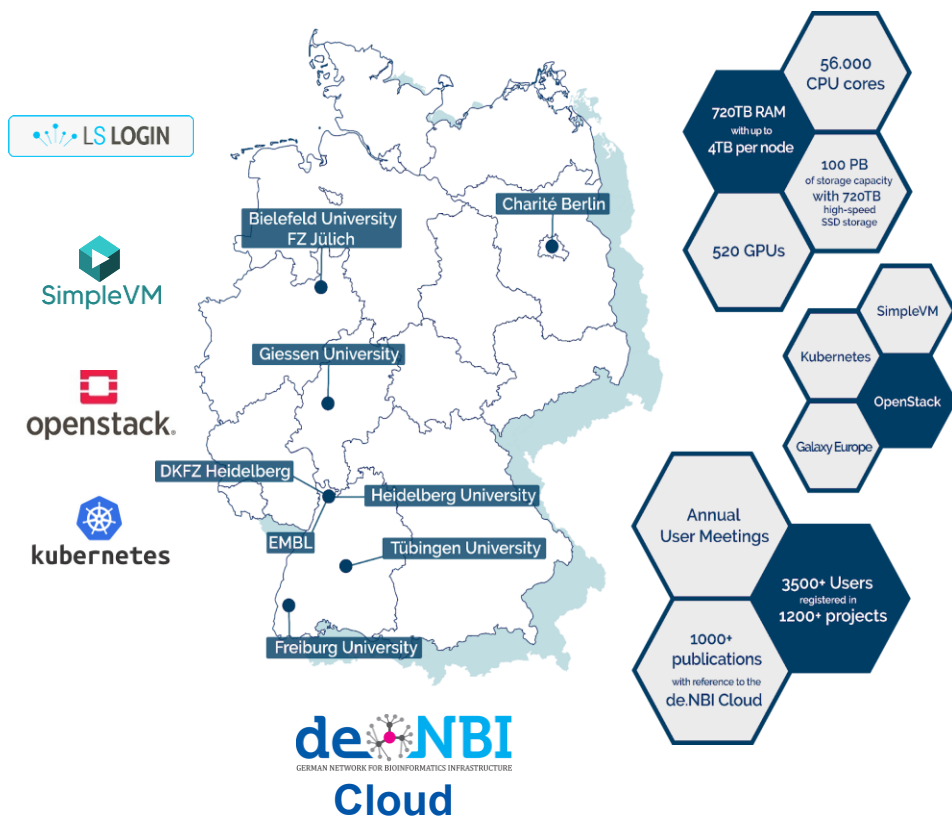 LS LOGIN
SimpleVM
openstack®
kubernetes
Bielefeld University
FZ Jülich
Charité Berlin
Giessen University
DKFZ Heidelberg
Heidelberg University
EMBL
Tübingen University
Freiburg University
56.000
CPU cores
720TB RAM
with up to
4TB per node
100 PB
of storage capacity
with 720TB
high-speed
SSD storage
520 GPUs
SimpleVM
Kubernetes
OpenStack
Galaxy Europe
Annual
User Meetings
3500+ Users
registered in
1200+ projects
1000+
publications
with reference to the
de.NBI Cloud
de NBI
GERMAN NETWORK FOR BIOINFORMATICS INFRASTRUCTURE
Cloud